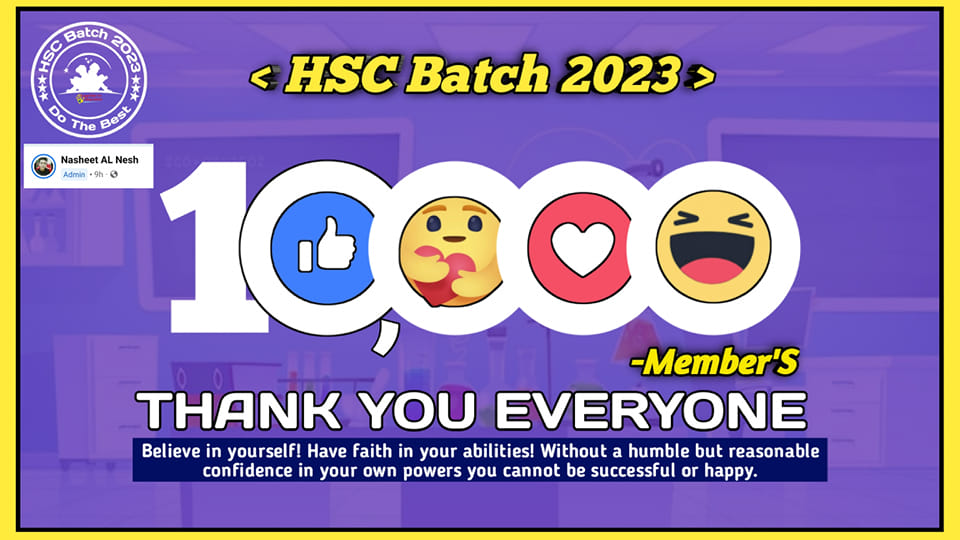 HSC Batch 2023
Do The Best
< HSC Batch 2023 >
Nasheet AL Nesh
Admin • 9h •
10,000
-Member'S
THANK YOU EVERYONE
Believe in yourself! Have faith in your abilities! Without a humble but reasonable
confidence in your own powers you cannot be successful or happy.